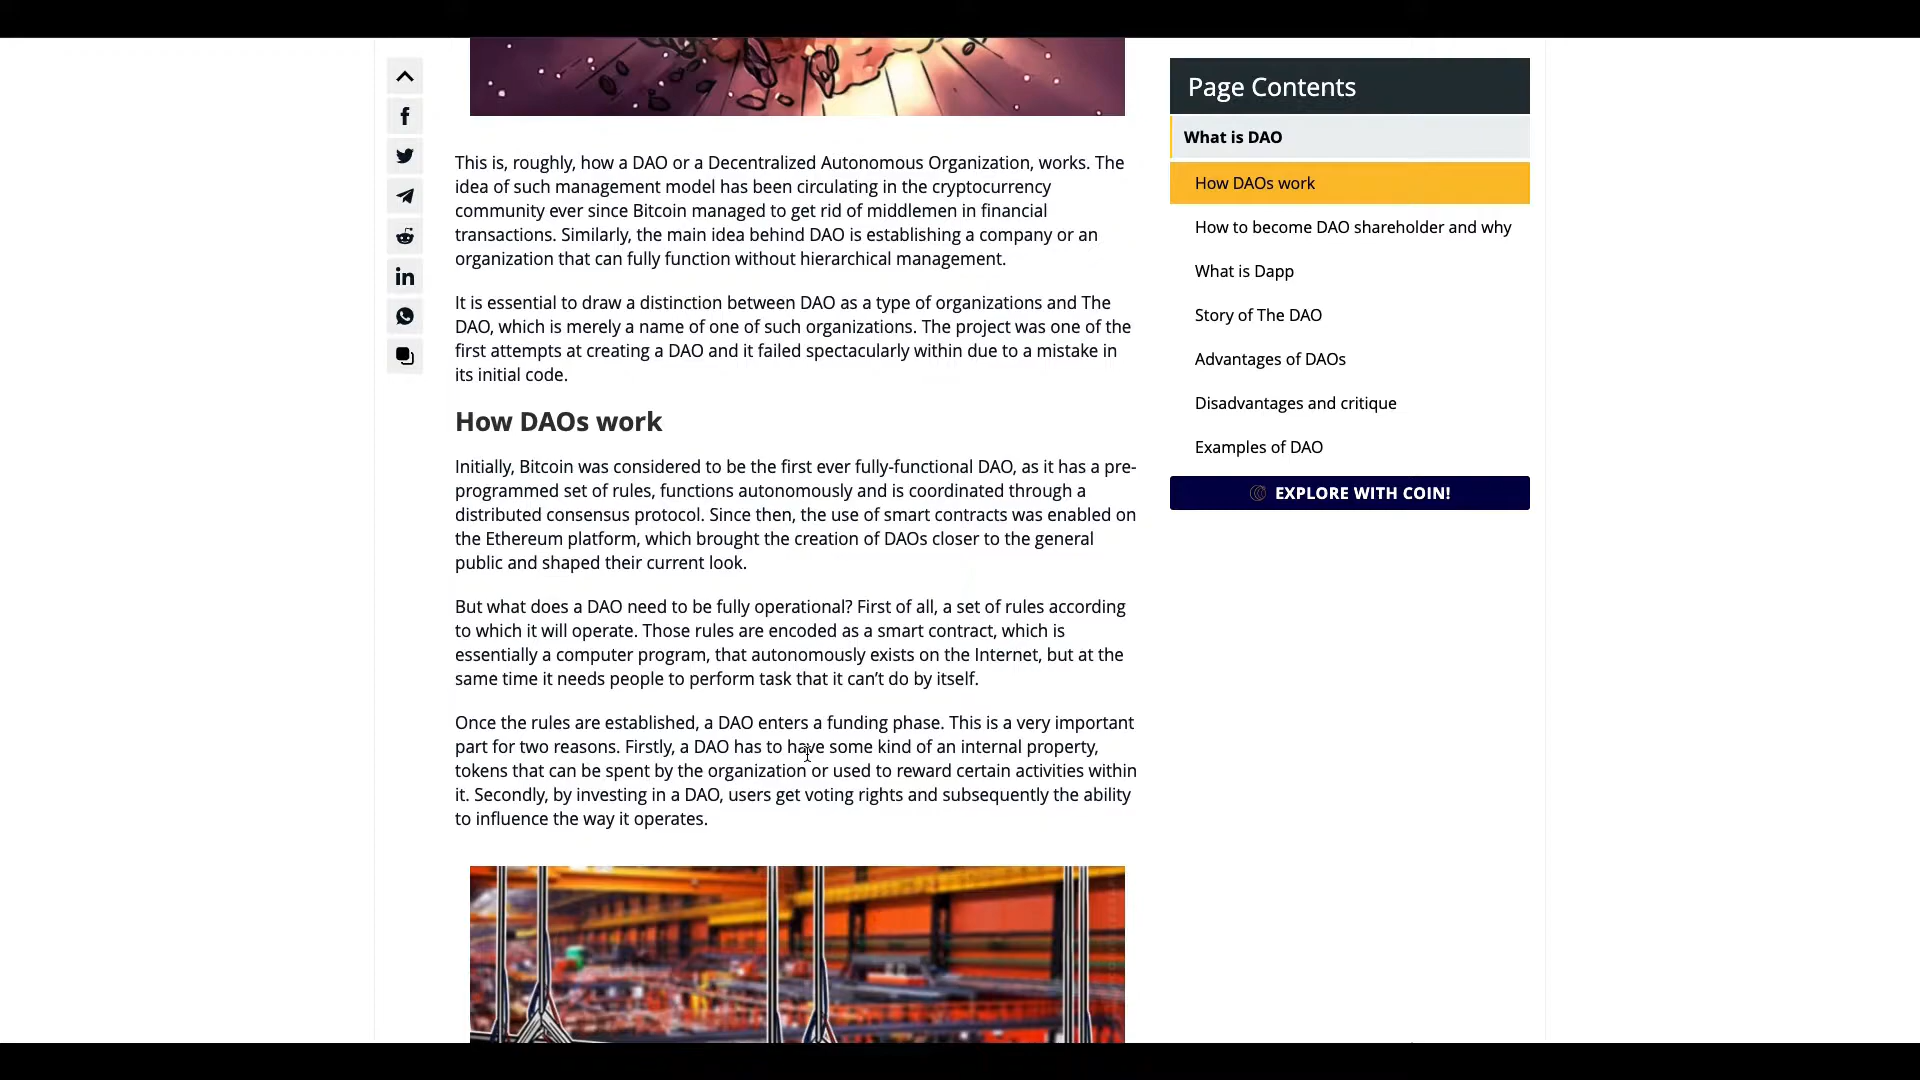 This is, roughly, how a DAO or a Decentralized Autonomous Organization, works. The
idea of such management model has been circulating in the cryptocurrency
community ever since Bitcoin managed to get rid of middlemen in financial
transactions. Similarly, the main idea behind DAO is establishing a company or an
organization that can fully function without hierarchical management.
It is essential to draw a distinction between DAO as a type of organizations and The
DAO, which is merely a name of one of such organizations. The project was one of the
first attempts at creating a DAO and it failed spectacularly within due to a mistake in
its initial code.
How DAOs work
Initially, Bitcoin was considered to be the first ever fully-functional DAO, as it has a pre-
programmed set of rules, functions autonomously and is coordinated through a
distributed consensus protocol. Since then, the use of smart contracts was enabled on
the Ethereum platform, which brought the creation of DAOs closer to the general
public and shaped their current look.
But what does a DAO need to be fully operational? First of all, a set of rules according
to which it will operate. Those rules are encoded as a smart contract, which is
essentially a computer program, that autonomously exists on the Internet, but at the
same time it needs people to perform task that it can’t do by itself.
Once the rules are established, a DAO enters a funding phase. This is a very important
part for two reasons. Firstly, a DAO has to have some kind of an internal property,
tokens that can be spent by the organization or used to reward certain activities within
it. Secondly, by investing in a DAO, users get voting rights and subsequently the ability
to influence the way it operates.
Page Contents
What is DAO
How DAOs work
How to become DAO shareholder and why
What is Dapp
Story of The DAO
Advantages of DAOs
Disadvantages and critique
Examples of DAO
EXPLORE WITH COIN!